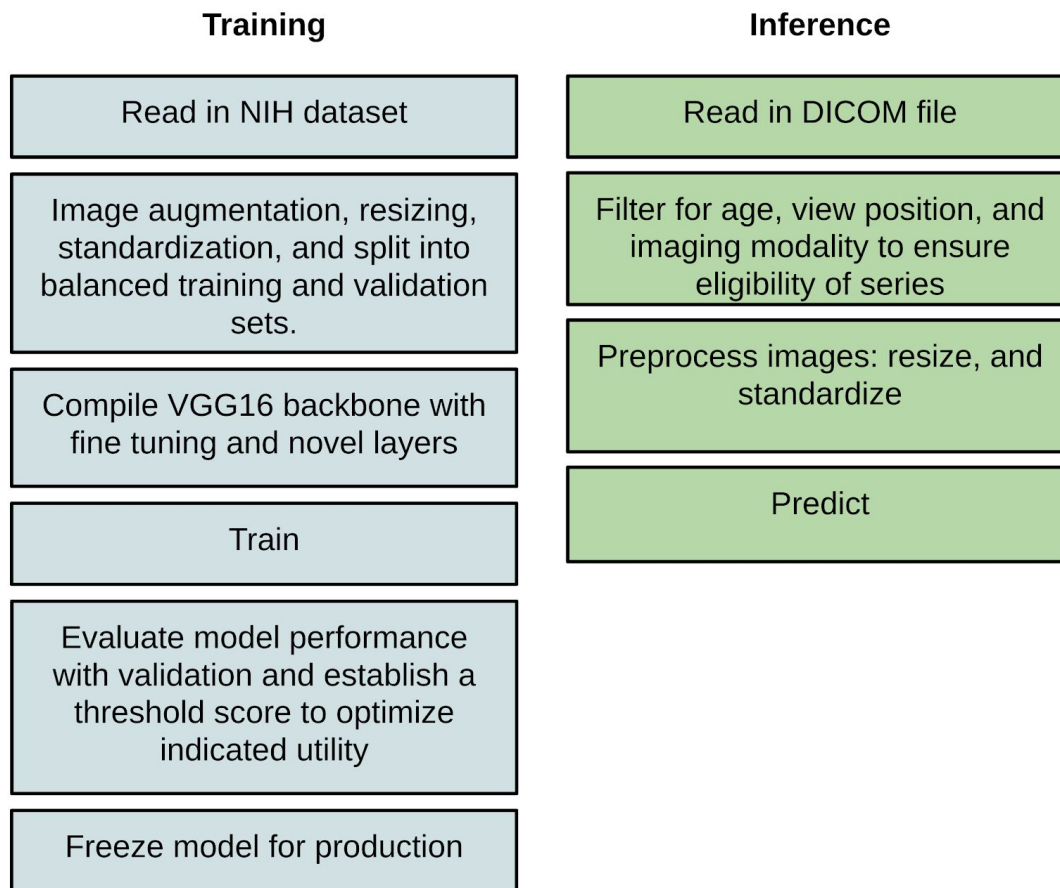 Training
Read in NIH dataset
Image augmentation, resizing,
standardization, and split into
balanced training and validation
sets.
Compile VGG16 backbone with
fine tuning and novel layers
Train
Evaluate model performance
with validation and establish a
threshold score to optimize
indicated utility
Freeze model for production
Inference
Read in DICOM file
Filter for age, view position, and
imaging modality to ensure
eligibility of series
Preprocess images: resize, and
standardize
Predict